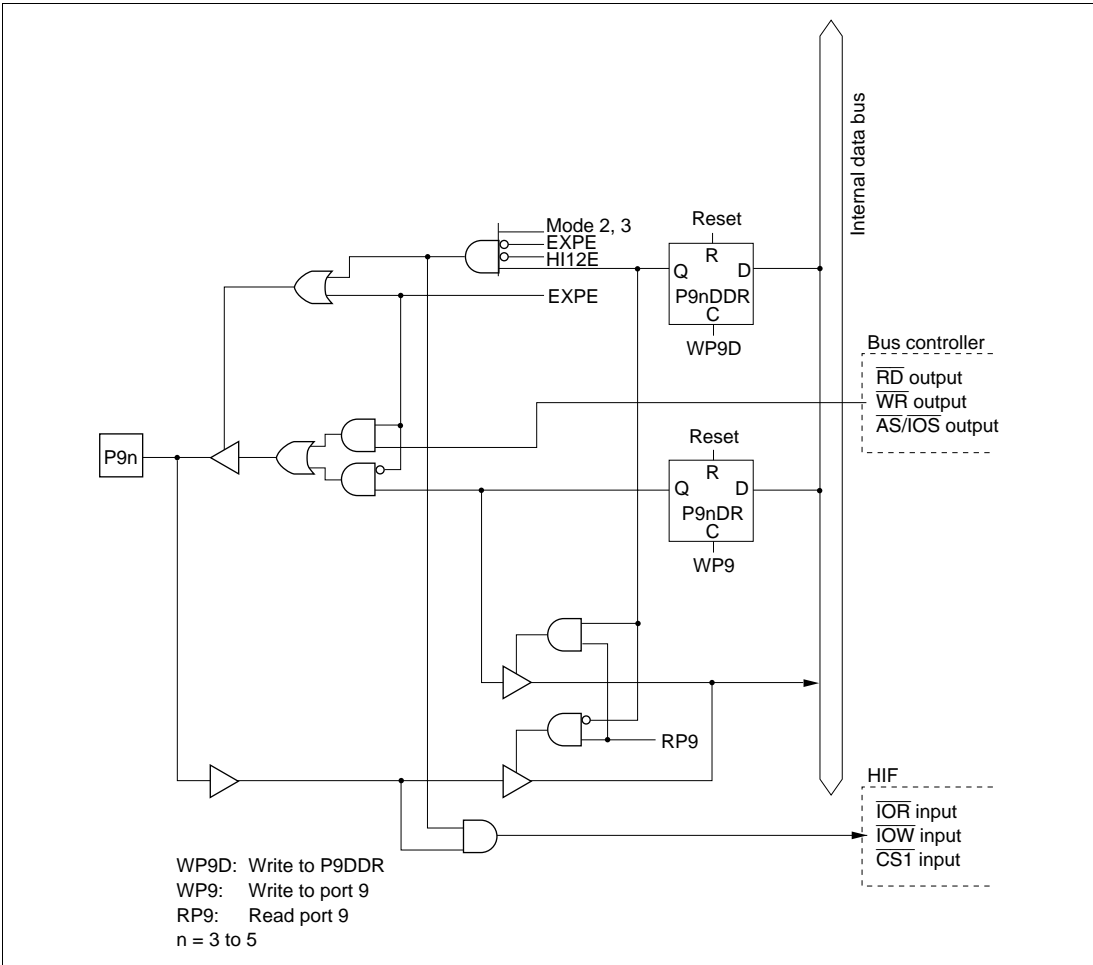 Internal data bus
Mode 2, 3
EXPE
HI12E
Reset
R
Q D
P9nDDR
C
WP9D
EXPE
Bus controller
RD output
WR output
AS/IOS output
P9n
Reset
R
Q D
P9nDR
C
WP9
RP9
HIF
IOR input
IOW input
CS1 input
WP9D: Write to P9DDR
WP9: Write to port 9
RP9: Read port 9
n = 3 to 5